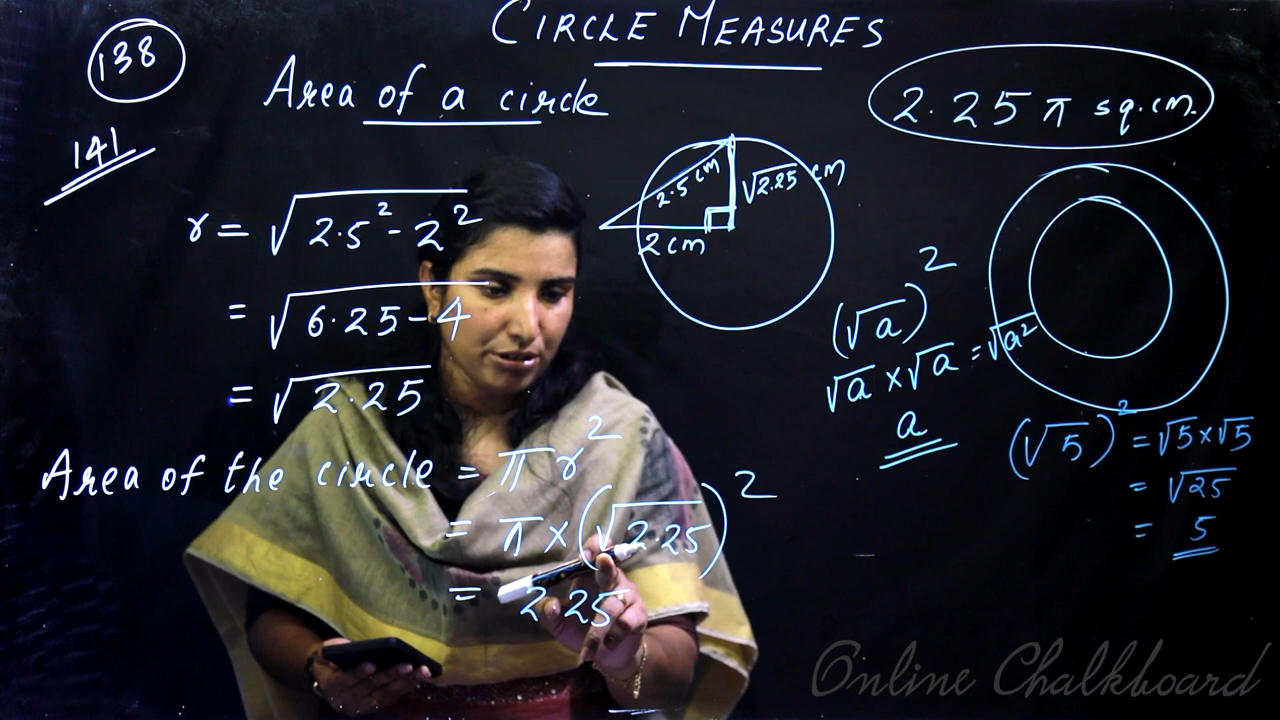 CIRCLE MEASURES
138
Area of a circle
2.25 π sq.cm.
141
2.5 cm
√2.25 cm
2 cm
r = √2.5² - 2²
= √6.25-4
= √2.25
(√a)²
√a × √a = √a²
a
(√5)² = √5×√5
= √25
= 5
Area of the circle = πr²
= π × (√2.25)²
= 2.25
Online Chalkboard